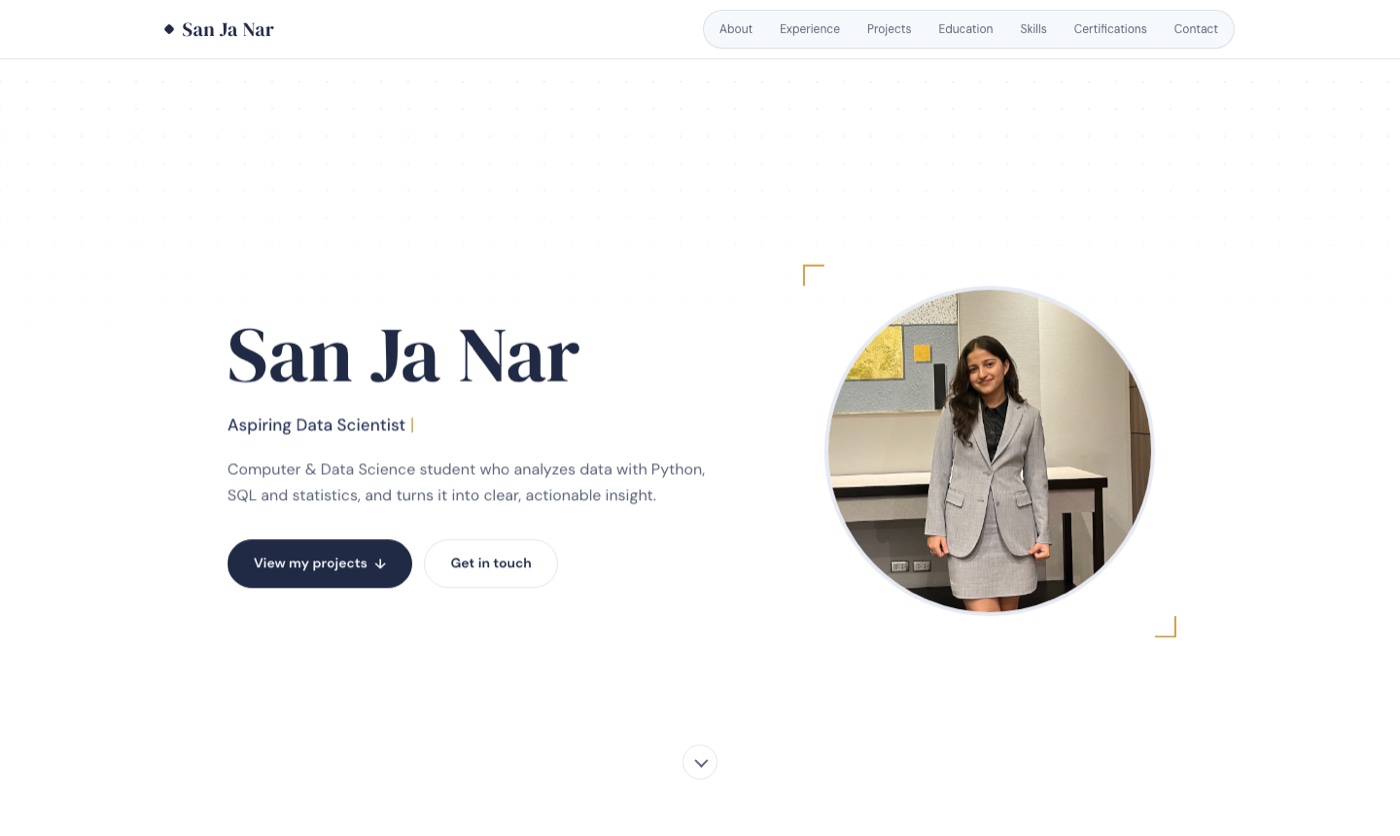 San Ja Nar
About Experience Projects Education Skills Certifications Contact
San Ja Nar
Aspiring Data Scientist
Computer & Data Science student who analyzes data with Python,
SQL and statistics, and turns it into clear, actionable insight.
View my projects ↓
Get in touch